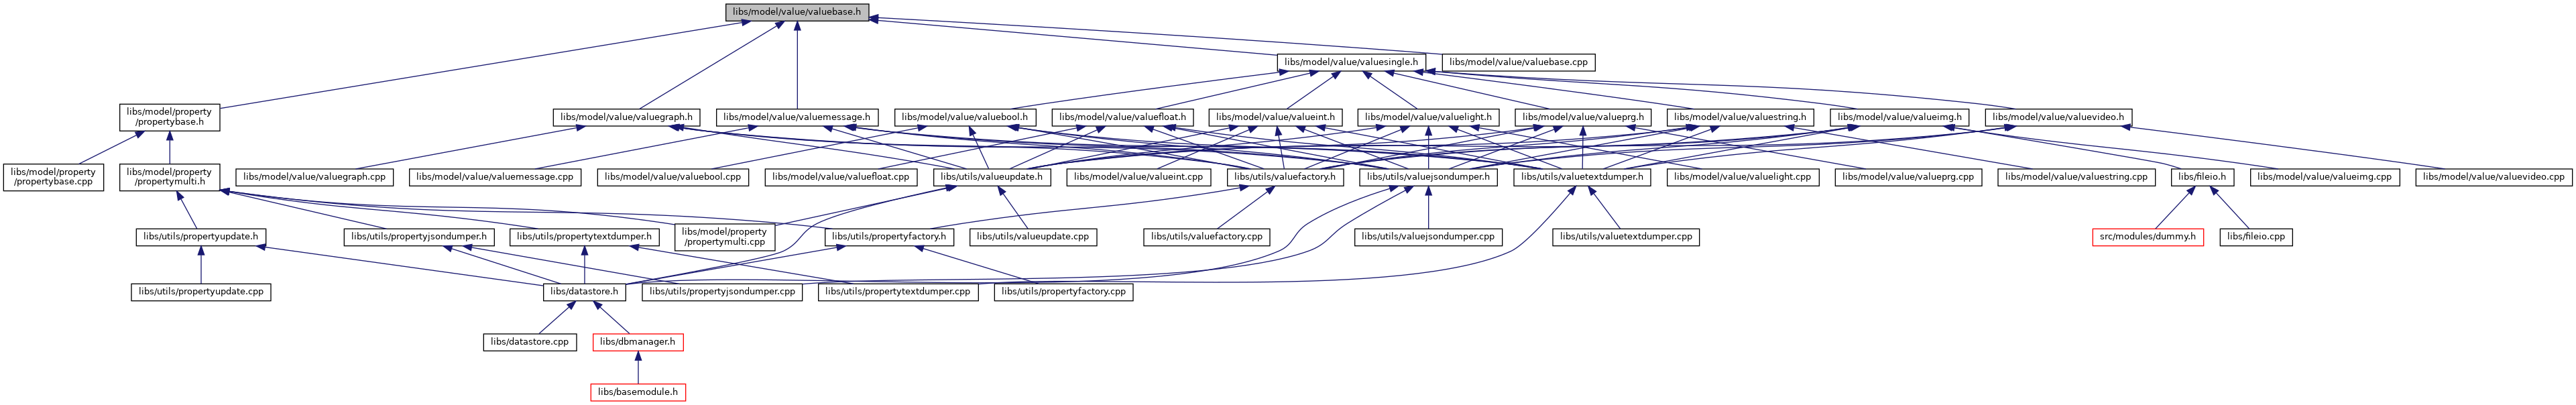 libs/model/value/valuebase.h
libs/model/value/valuesingle.h
libs/model/value/valuebase.cpp
libs/model/property
/propertybase.h
libs/model/value/valuegraph.h
libs/model/value/valuemessage.h
libs/model/value/valuebool.h
libs/model/value/valuefloat.h
libs/model/value/valueint.h
libs/model/value/valuelight.h
libs/model/value/valueprg.h
libs/model/value/valuestring.h
libs/model/value/valueimg.h
libs/model/value/valuevideo.h
libs/model/property
/propertybase.cpp
libs/model/property
/propertymulti.h
libs/model/value/valuegraph.cpp
libs/model/value/valuemessage.cpp
libs/model/value/valuebool.cpp
libs/model/value/valuefloat.cpp
libs/utils/valueupdate.h
libs/model/value/valueint.cpp
libs/utils/valuefactory.h
libs/utils/valuejsondumper.h
libs/utils/valuetextdumper.h
libs/model/value/valuelight.cpp
libs/model/value/valueprg.cpp
libs/model/value/valuestring.cpp
libs/fileio.h
libs/model/value/valueimg.cpp
libs/model/value/valuevideo.cpp
libs/utils/propertyupdate.h
libs/utils/propertyjsondumper.h
libs/utils/propertytextdumper.h
libs/model/property
/propertymulti.cpp
libs/utils/propertyfactory.h
libs/utils/valueupdate.cpp
libs/utils/valuefactory.cpp
libs/utils/valuejsondumper.cpp
libs/utils/valuetextdumper.cpp
src/modules/dummy.h
libs/fileio.cpp
libs/utils/propertyupdate.cpp
libs/datastore.h
libs/utils/propertyjsondumper.cpp
libs/utils/propertytextdumper.cpp
libs/utils/propertyfactory.cpp
libs/datastore.cpp
libs/dbmanager.h
libs/basemodule.h